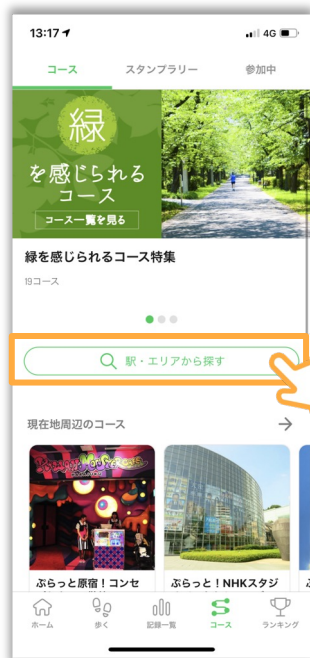 13:17 4G
コース スタンプラリー 参加中
緑
を感じられる
コース
コース一覧を見る
緑を感じられるコース特集
19コース
駅・エリアから探す
現在地周辺のコース
ぶらっと原宿！コンセ
ぶらっと！NHKスタジ
ホーム 歩く 記録一覧 コース ランキング